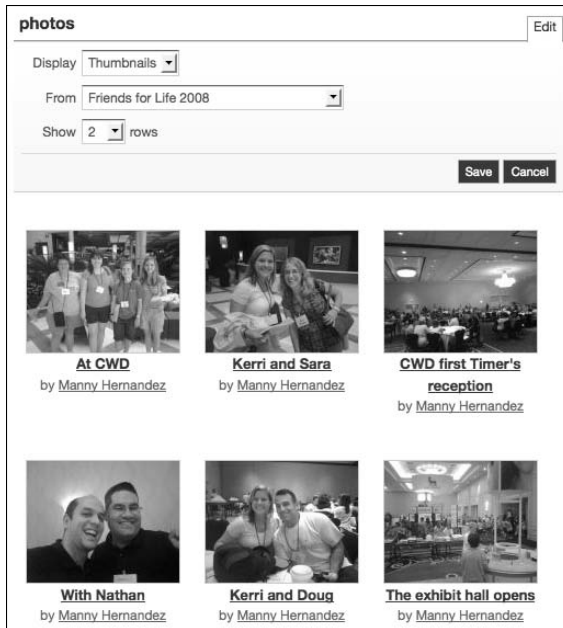 photos
Edit
Display Thumbnails
From Friends for Life 2008
Show 2 rows
Save Cancel
At CWD
by Manny Hernandez
Kerri and Sara
by Manny Hernandez
CWD first Timer's
reception
by Manny Hernandez
With Nathan
by Manny Hernandez
Kerri and Doug
by Manny Hernandez
The exhibit hall opens
by Manny Hernandez